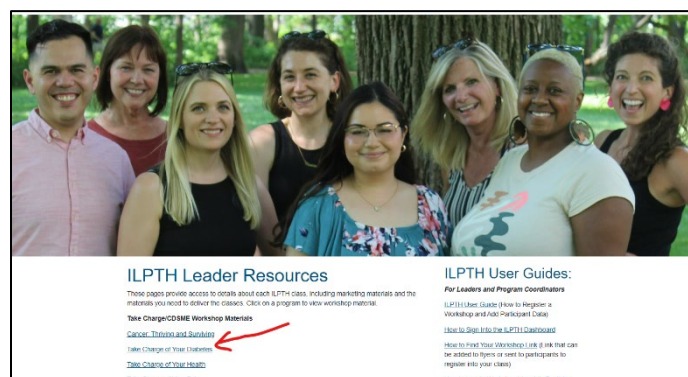 ILPTH Leader Resources
These pages provide access to details about each ILPTH class, including marketing materials and the
materials you need to deliver the classes. Click on a program to view workshop material)
Take Charge/CDSME Workshop Materials
Cancer: Thriving and Surviving
Take Charge of Your Diabetes
Take Charge of Your Health
ILPTH User Guides:
For Leaders and Program Coordinators
ILPTH User Guide (How to Register a
Workshop and Add Participant Data)
How to Sign Into the ILPTH Dashboard
How to Find Your Workshop Link (Link that can
be added to flyers or sent to participants to
register into your class)